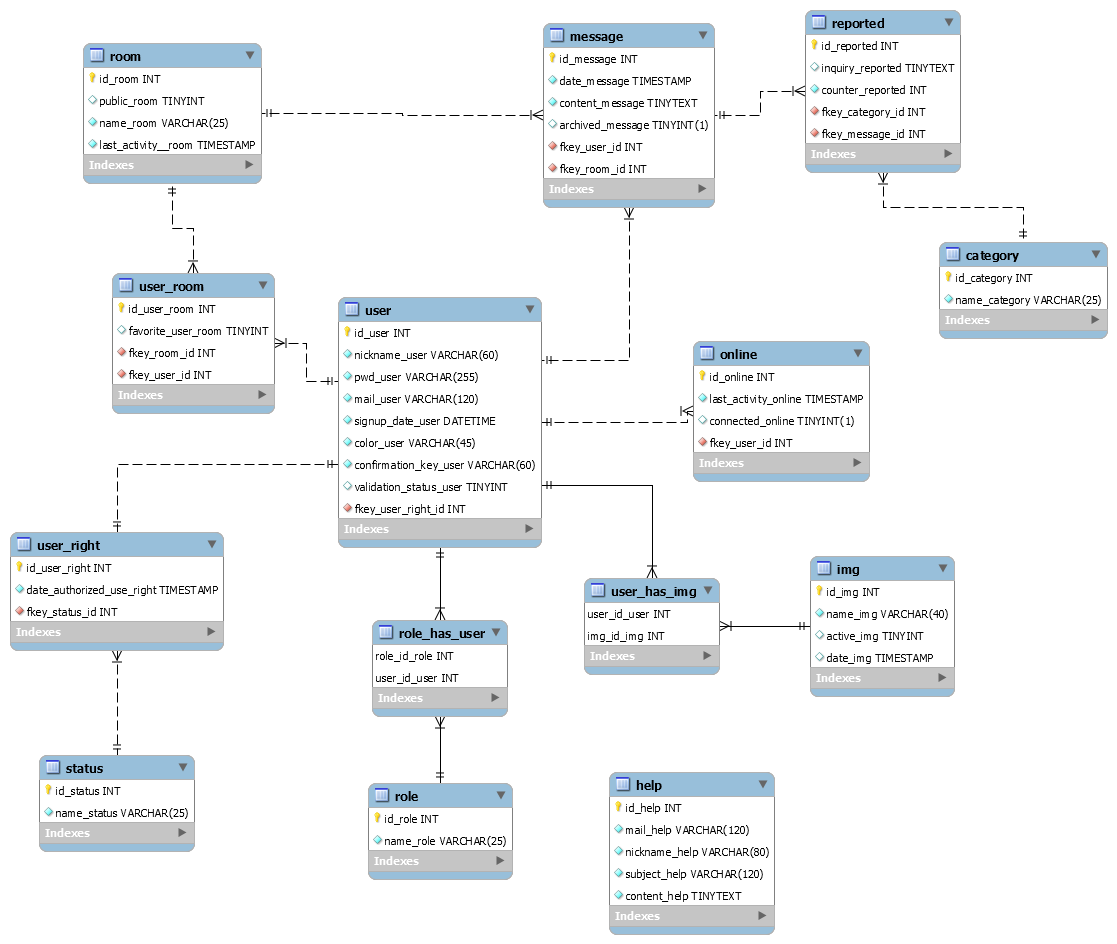 room
id_room INT
public_room TINYINT
name_room VARCHAR(25)
last_activity__room TIMESTAMP
Indexes
message
id_message INT
date_message TIMESTAMP
content_message TINYTEXT
archived_message TINYINT(1)
fkey_user_id INT
fkey_room_id INT
Indexes
reported
id_reported INT
inquiry_reported TINYTEXT
counter_reported INT
fkey_category_id INT
fkey_message_id INT
Indexes
category
id_category INT
name_category VARCHAR(25)
Indexes
user_room
id_user_room INT
favorite_user_room TINYINT
fkey_room_id INT
fkey_user_id INT
Indexes
user
id_user INT
nickname_user VARCHAR(60)
pwd_user VARCHAR(255)
mail_user VARCHAR(120)
signup_date_user DATETIME
color_user VARCHAR(45)
confirmation_key_user VARCHAR(60)
validation_status_user TINYINT
fkey_user_right_id INT
Indexes
online
id_online INT
last_activity_online TIMESTAMP
connected_online TINYINT(1)
fkey_user_id INT
Indexes
user_right
id_user_right INT
date_authorized_use_right TIMESTAMP
fkey_status_id INT
Indexes
role_has_user
role_id_role INT
user_id_user INT
Indexes
user_has_img
user_id_user INT
img_id_img INT
Indexes
img
id_img INT
name_img VARCHAR(40)
active_img TINYINT
date_img TIMESTAMP
Indexes
status
id_status INT
name_status VARCHAR(25)
Indexes
role
id_role INT
name_role VARCHAR(25)
Indexes
help
id_help INT
mail_help VARCHAR(120)
nickname_help VARCHAR(80)
subject_help VARCHAR(120)
content_help TINYTEXT
Indexes